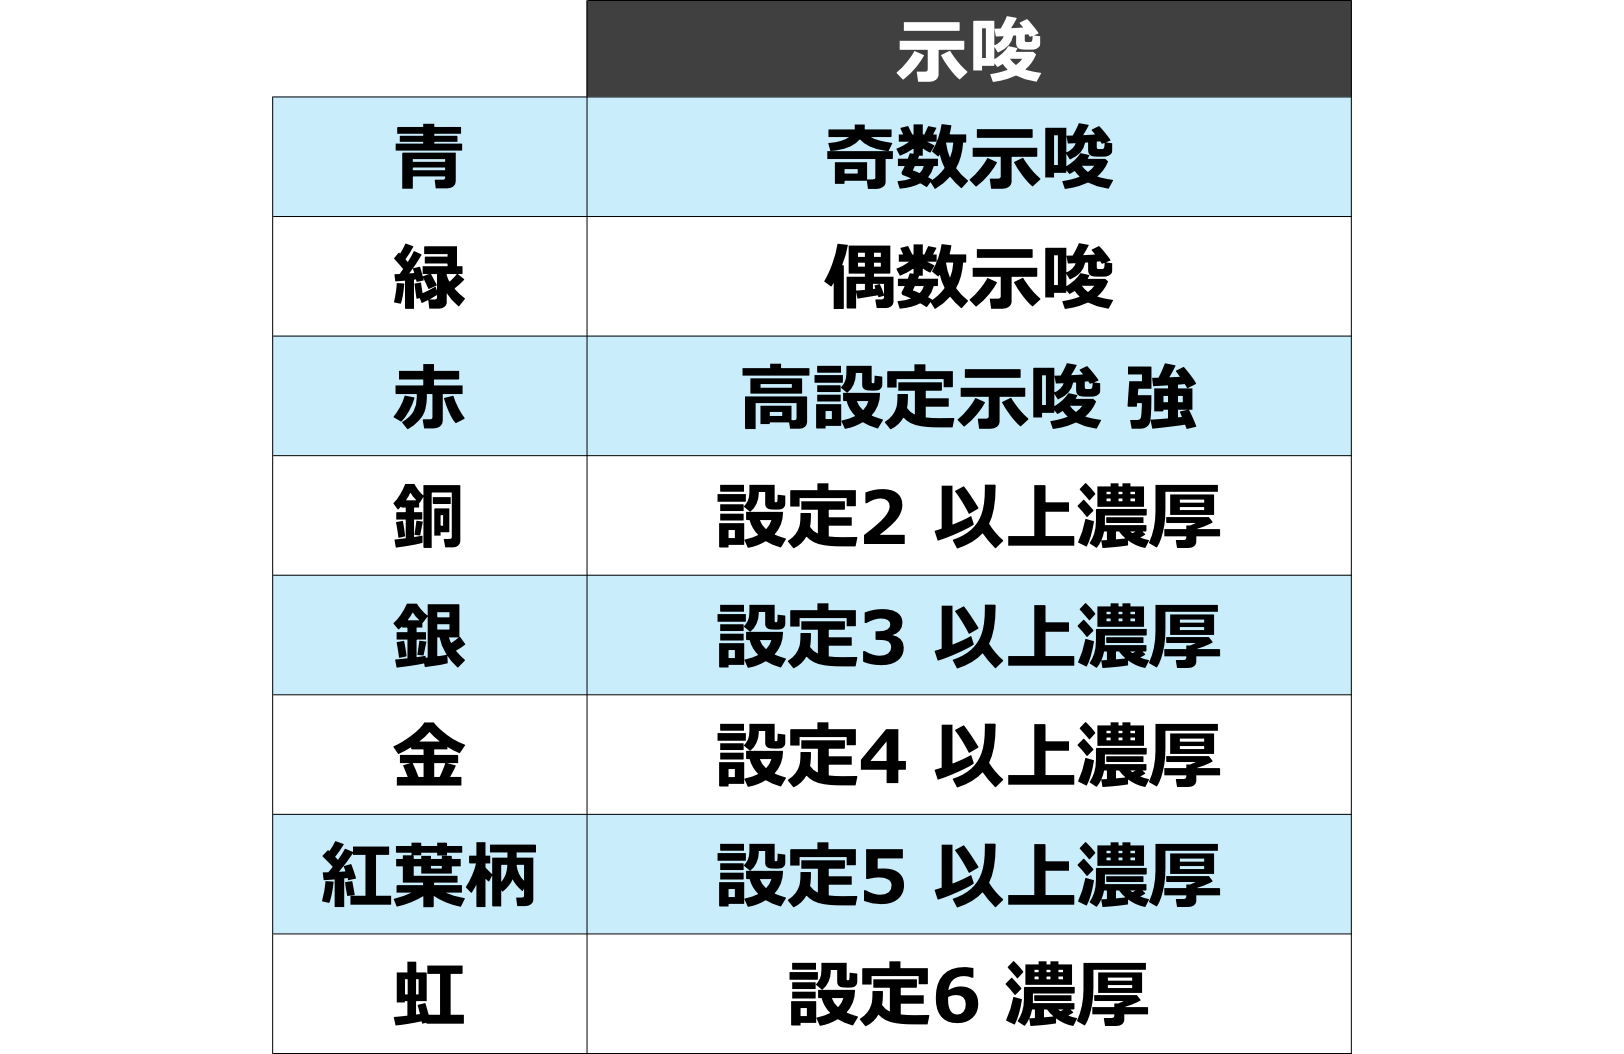 示唆
青 奇数示唆
緑 偶数示唆
赤 高設定示唆 強
銅 設定2 以上濃厚
銀 設定3 以上濃厚
金 設定4 以上濃厚
紅葉柄 設定5 以上濃厚
虹 設定6 濃厚